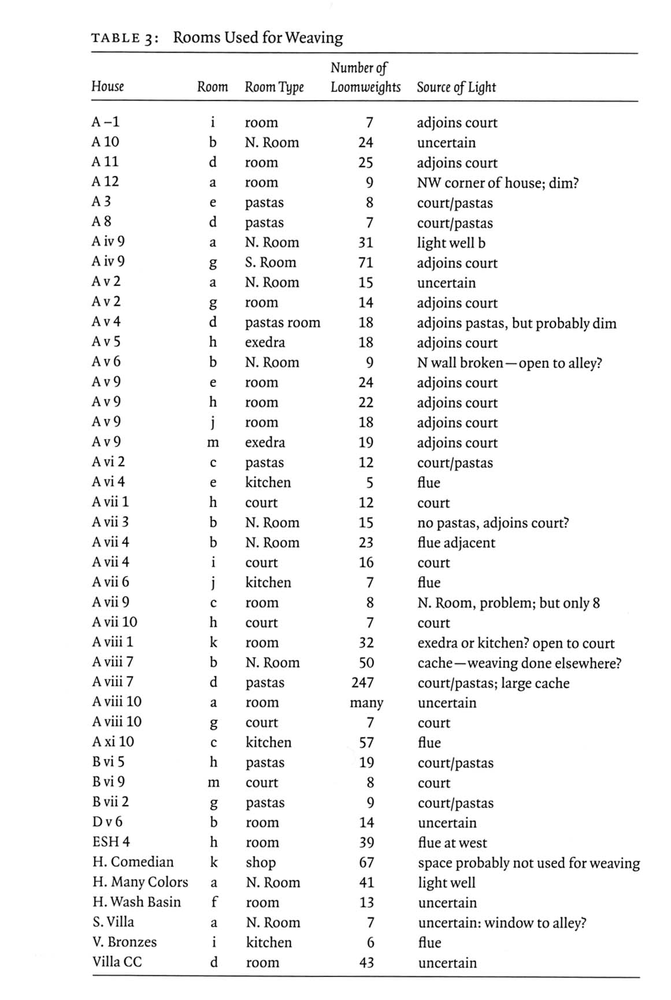 TABLE 3: Rooms Used for Weaving
Number of
House Room Room Type Loomweights Source of Light
A –1 i room 7 adjoins court
A 10 b N. Room 24 uncertain
A 11 d room 25 adjoins court
A 12 a room 9 NW corner of house; dim?
A 3 e pastas 8 court/pastas
A 8 d pastas 7 court/pastas
A iv 9 a N. Room 31 light well b
A iv 9 g S. Room 71 adjoins court
A v 2 a N. Room 15 uncertain
A v 2 g room 14 adjoins court
A v 4 d pastas room 18 adjoins pastas, but probably dim
A v 5 h exedra 18 adjoins court
A v 6 b N. Room 9 N wall broken—open to alley?
A v 9 e room 24 adjoins court
A v 9 h room 22 adjoins court
A v 9 j room 18 adjoins court
A v 9 m exedra 19 adjoins court
A vi 2 c pastas 12 court/pastas
A vi 4 e kitchen 5 flue
A vii 1 h court 12 court
A vii 3 b N. Room 15 no pastas, adjoins court?
A vii 4 b N. Room 23 flue adjacent
A vii 4 i court 16 court
A vii 6 j kitchen 7 flue
A vii 9 c room 8 N. Room, problem; but only 8
A vii 10 h court 7 court
A viii 1 k room 32 exedra or kitchen? open to court
A viii 7 b N. Room 50 cache—weaving done elsewhere?
A viii 7 d pastas 247 court/pastas; large cache
A viii 10 a room many uncertain
A viii 10 g court 7 court
A xi 10 c kitchen 57 flue
B vi 5 h pastas 19 court/pastas
B vi 9 m court 8 court
B vii 2 g pastas 9 court/pastas
D v 6 b room 14 uncertain
ESH 4 h room 39 flue at west
H. Comedian k shop 67 space probably not used for weaving
H. Many Colors a N. Room 41 light well
H. Wash Basin f room 13 uncertain
S. Villa a N. Room 7 uncertain: window to alley?
V. Bronzes i kitchen 6 flue
Villa CC d room 43 uncertain